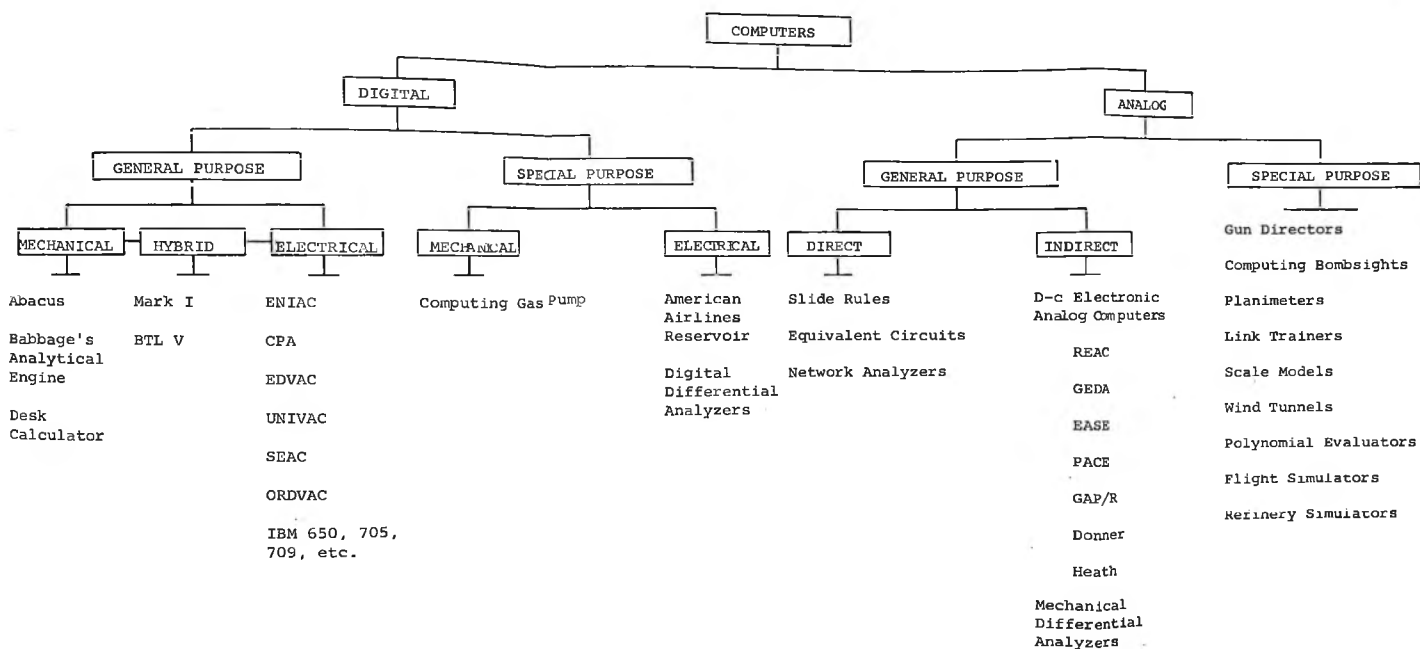 COMPUTERS
DIGITAL
ANALOG
GENERAL PURPOSE
SPECIAL PURPOSE
GENERAL PURPOSE
SPECIAL PURPOSE
MECHANICAL
HYBRID
ELECTRICAL
MECHANICAL
ELECTRICAL
DIRECT
INDIRECT
Abacus
Babbage's
Analytical
Engine
Desk
Calculator
Mark I
BTL V
ENIAC
CPA
EDVAC
UNIVAC
SEAC
ORDVAC
IBM 650, 705,
709, etc.
Computing Gas Pump
American
Airlines
Reservoir
Digital
Differential
Analyzers
Slide Rules
Equivalent Circuits
Network Analyzers
D-c Electronic
Analog Computers
REAC
GEDA
EASE
PACE
GAP/R
Donner
Heath
Mechanical
Differential
Analyzers
Gun Directors
Computing Bombsights
Planimeters
Link Trainers
Scale Models
Wind Tunnels
Polynomial Evaluators
Flight Simulators
Refinery Simulators